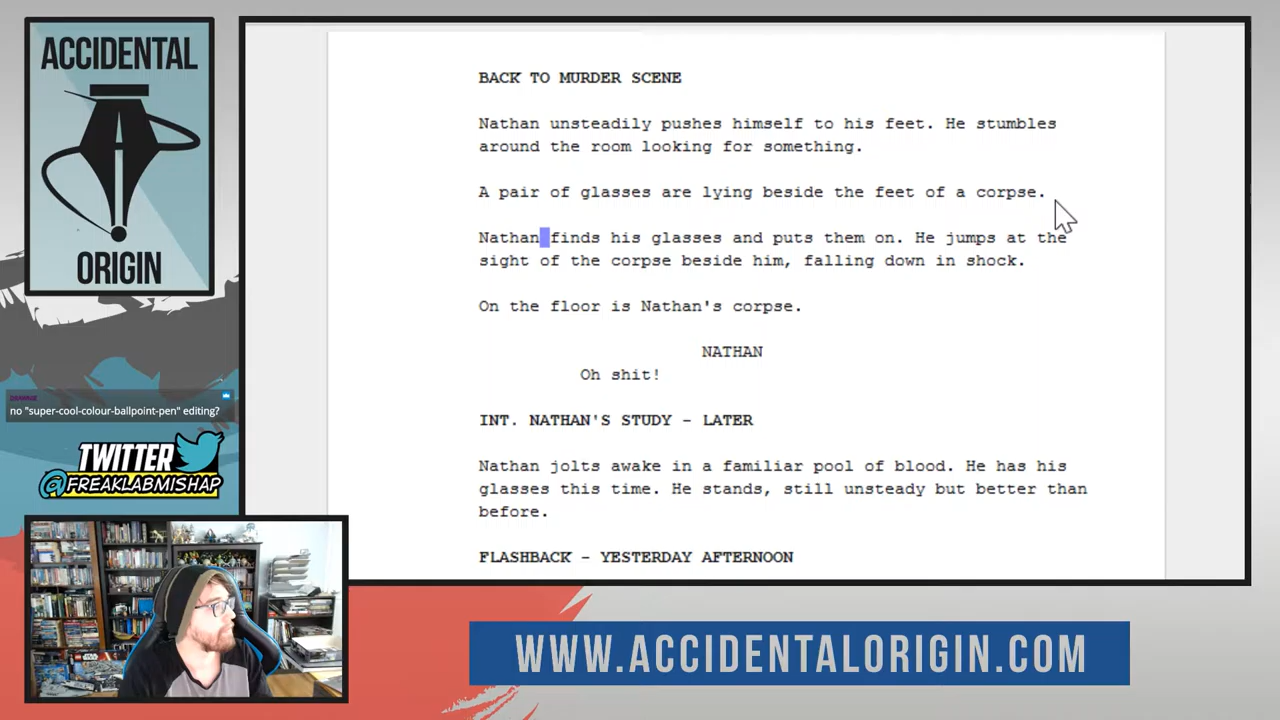 ACCIDENTAL
ORIGIN
BACK TO MURDER SCENE
Nathan unsteadily pushes himself to his feet. He stumbles
around the room looking for something.
A pair of glasses are lying beside the feet of a corpse.
Nathan finds his glasses and puts them on. He jumps at the
sight of the corpse beside him, falling down in shock.
On the floor is Nathan's corpse.
NATHAN
Oh shit!
INT. NATHAN'S STUDY - LATER
Nathan jolts awake in a familiar pool of blood. He has his
glasses this time. He stands, still unsteady but better than
before.
FLASHBACK - YESTERDAY AFTERNOON
no "super-cool-colour-ballpoint-pen" editing?
TWITTER
@FREAKLABMISHAP
WWW.ACCIDENTALORIGIN.COM